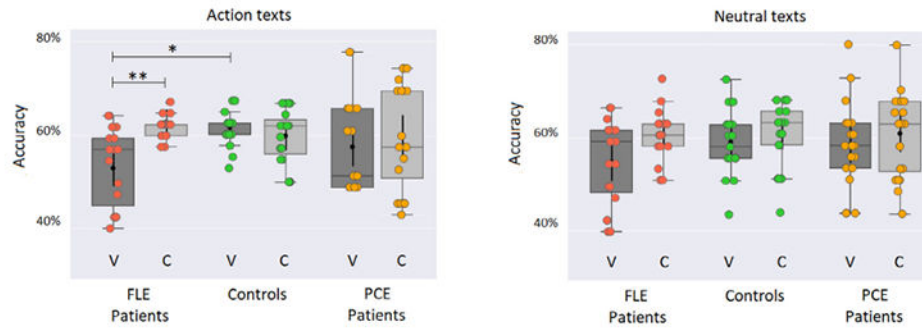 Action texts
80%
60%
40%
Accuracy
*
**
V C V C V C
FLE Patients
Controls
PCE Patients
Neutral texts
80%
60%
40%
Accuracy
V C V C V C
FLE Patients
Controls
PCE Patients